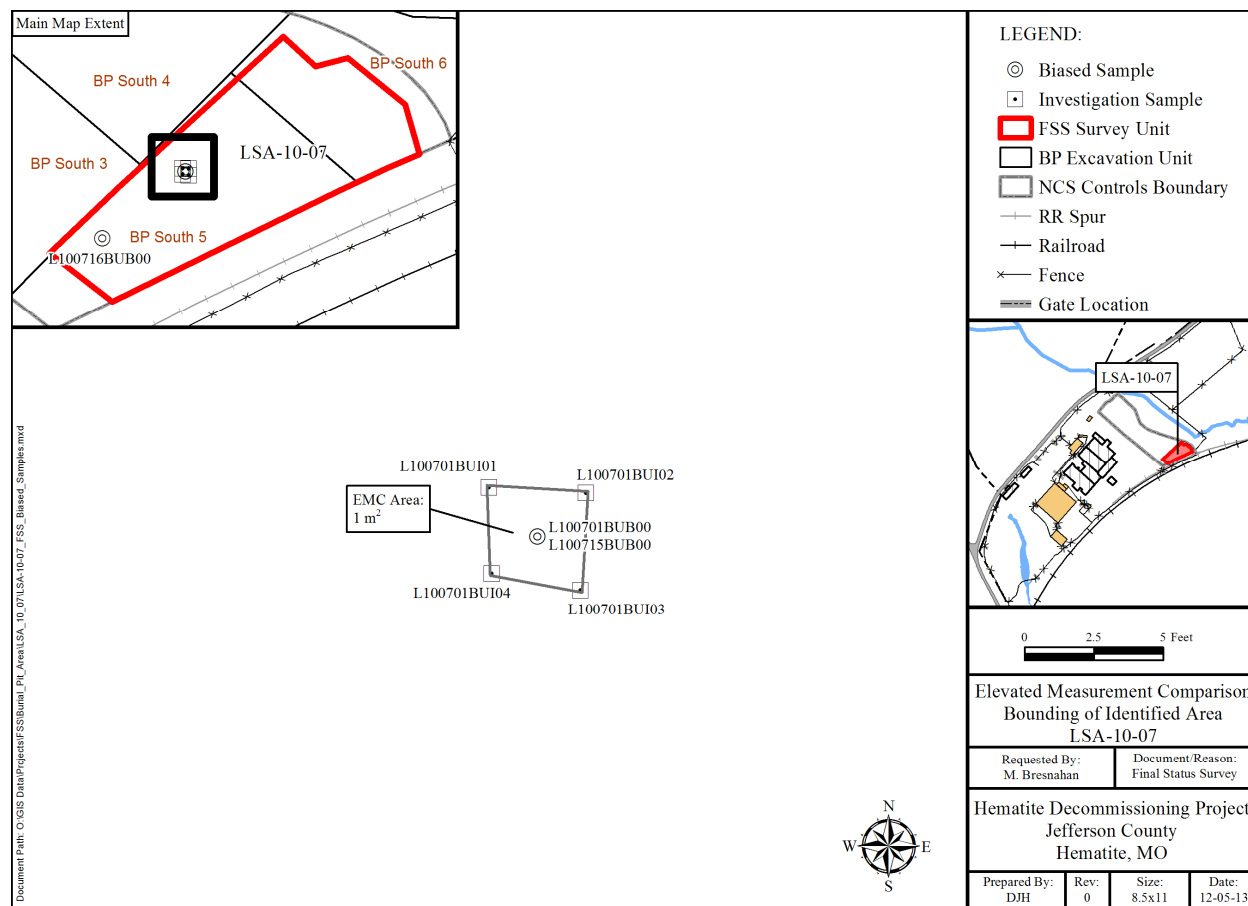 Main Map Extent
BP South 4
BP South 6
BP South 3
LSA-10-07
BP South 5
L100716BUB00
LEGEND:
Biased Sample
Investigation Sample
FSS Survey Unit
BP Excavation Unit
NCS Controls Boundary
RR Spur
Railroad
Fence
Gate Location
LSA-10-07
L100701BUI01
L100701BUI02
EMC Area:
1 m²
L100701BUB00
L100715BUB00
L100701BUI04
L100701BUI03
0 2.5 5 Feet
Elevated Measurement Comparison
Bounding of Identified Area
LSA-10-07
Requested By:
M. Bresnahan
Document/Reason:
Final Status Survey
Hematite Decommissioning Project
Jefferson County
Hematite, MO
Prepared By:
DJH
Rev:
0
Size:
8.5x11
Date:
12-05-13
N
W E
S
Document Path: O:\GIS Data\Projects\FSS\Burial_Pit_Area\LSA_10_07\LSA-10-07_FSS_Biased_Samples.mxd